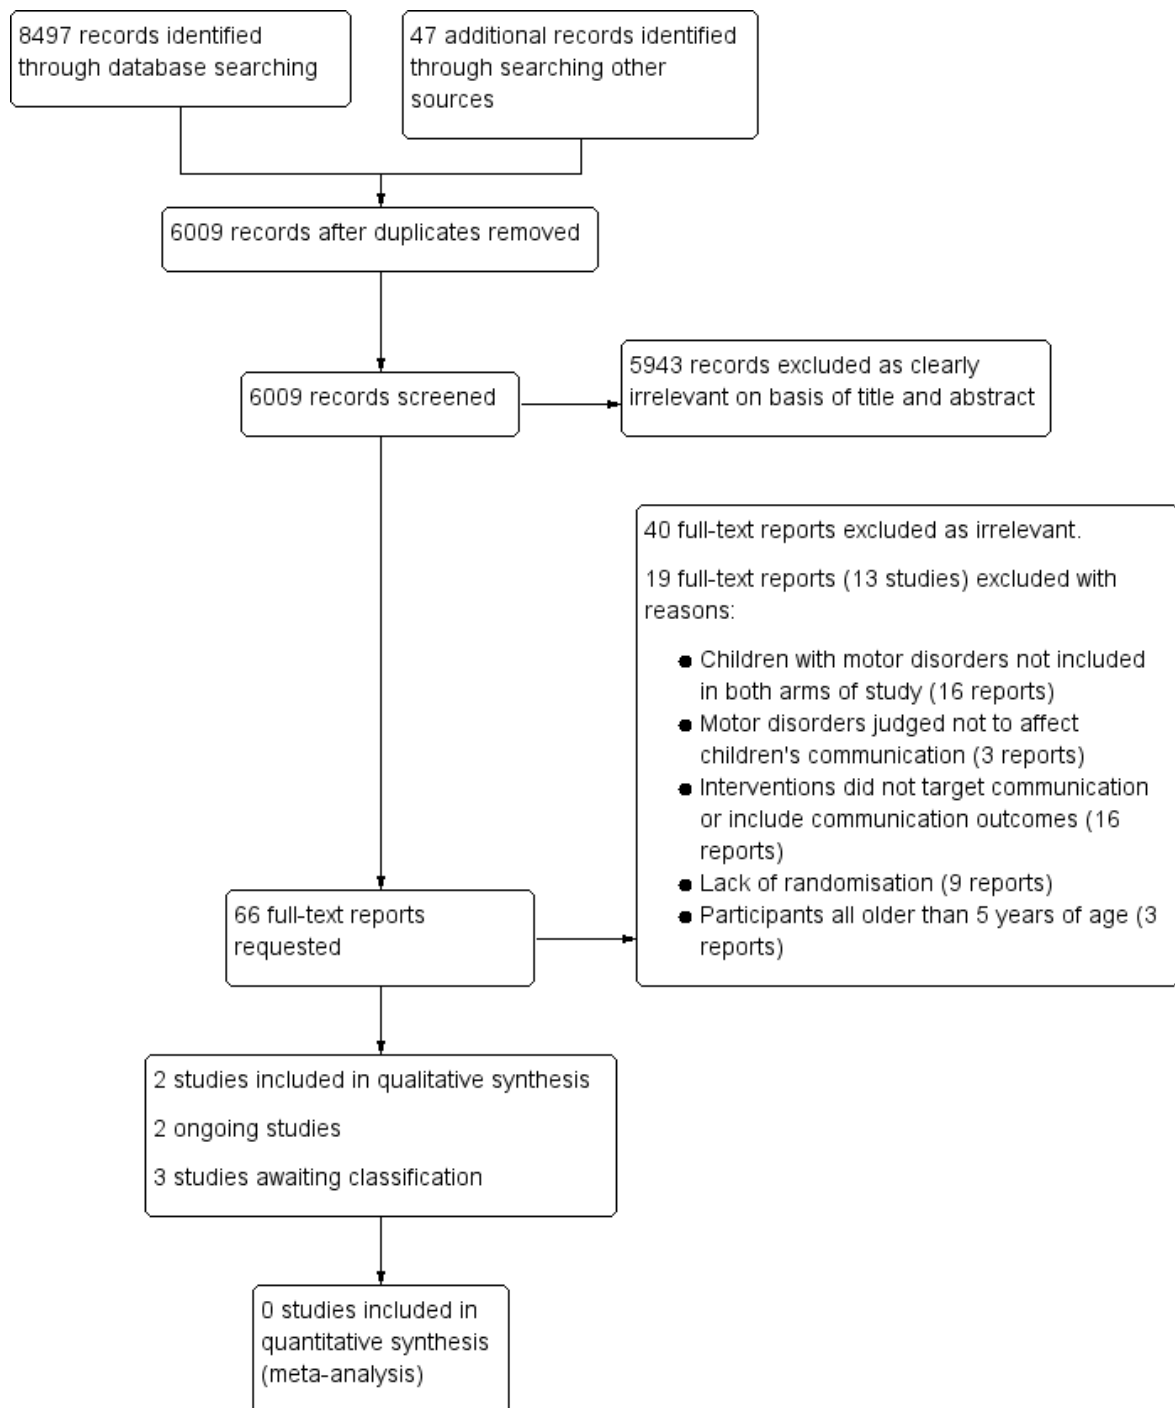 8497 records identified
through database searching
47 additional records identified
through searching other
sources
6009 records after duplicates removed
6009 records screened
5943 records excluded as clearly
irrelevant on basis of title and abstract
40 full-text reports excluded as irrelevant.
19 full-text reports (13 studies) excluded with
reasons:
● Children with motor disorders not included
in both arms of study (16 reports)
● Motor disorders judged not to affect
children's communication (3 reports)
● Interventions did not target communication
or include communication outcomes (16
reports)
● Lack of randomisation (9 reports)
● Participants all older than 5 years of age (3
reports)
66 full-text reports
requested
2 studies included in qualitative synthesis
2 ongoing studies
3 studies awaiting classification
0 studies included in
quantitative synthesis
(meta-analysis)